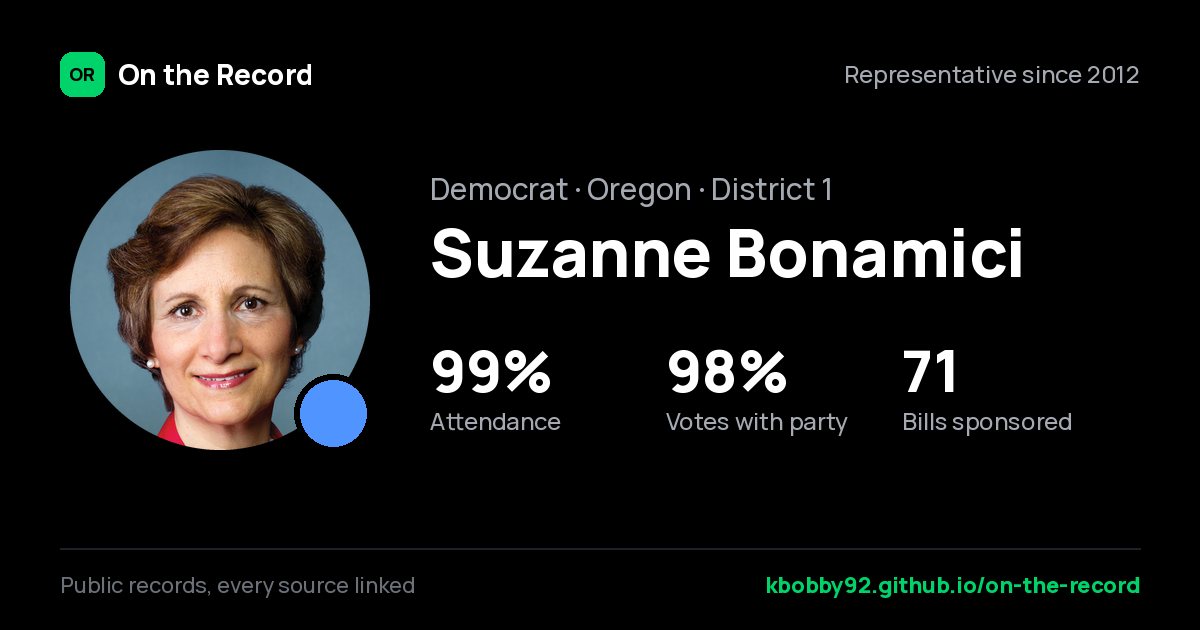 OR On the Record
Representative since 2012
Democrat · Oregon · District 1
Suzanne Bonamici
99% 98% 71
Attendance Votes with party Bills sponsored
Public records, every source linked
kbobby92.github.io/on-the-record